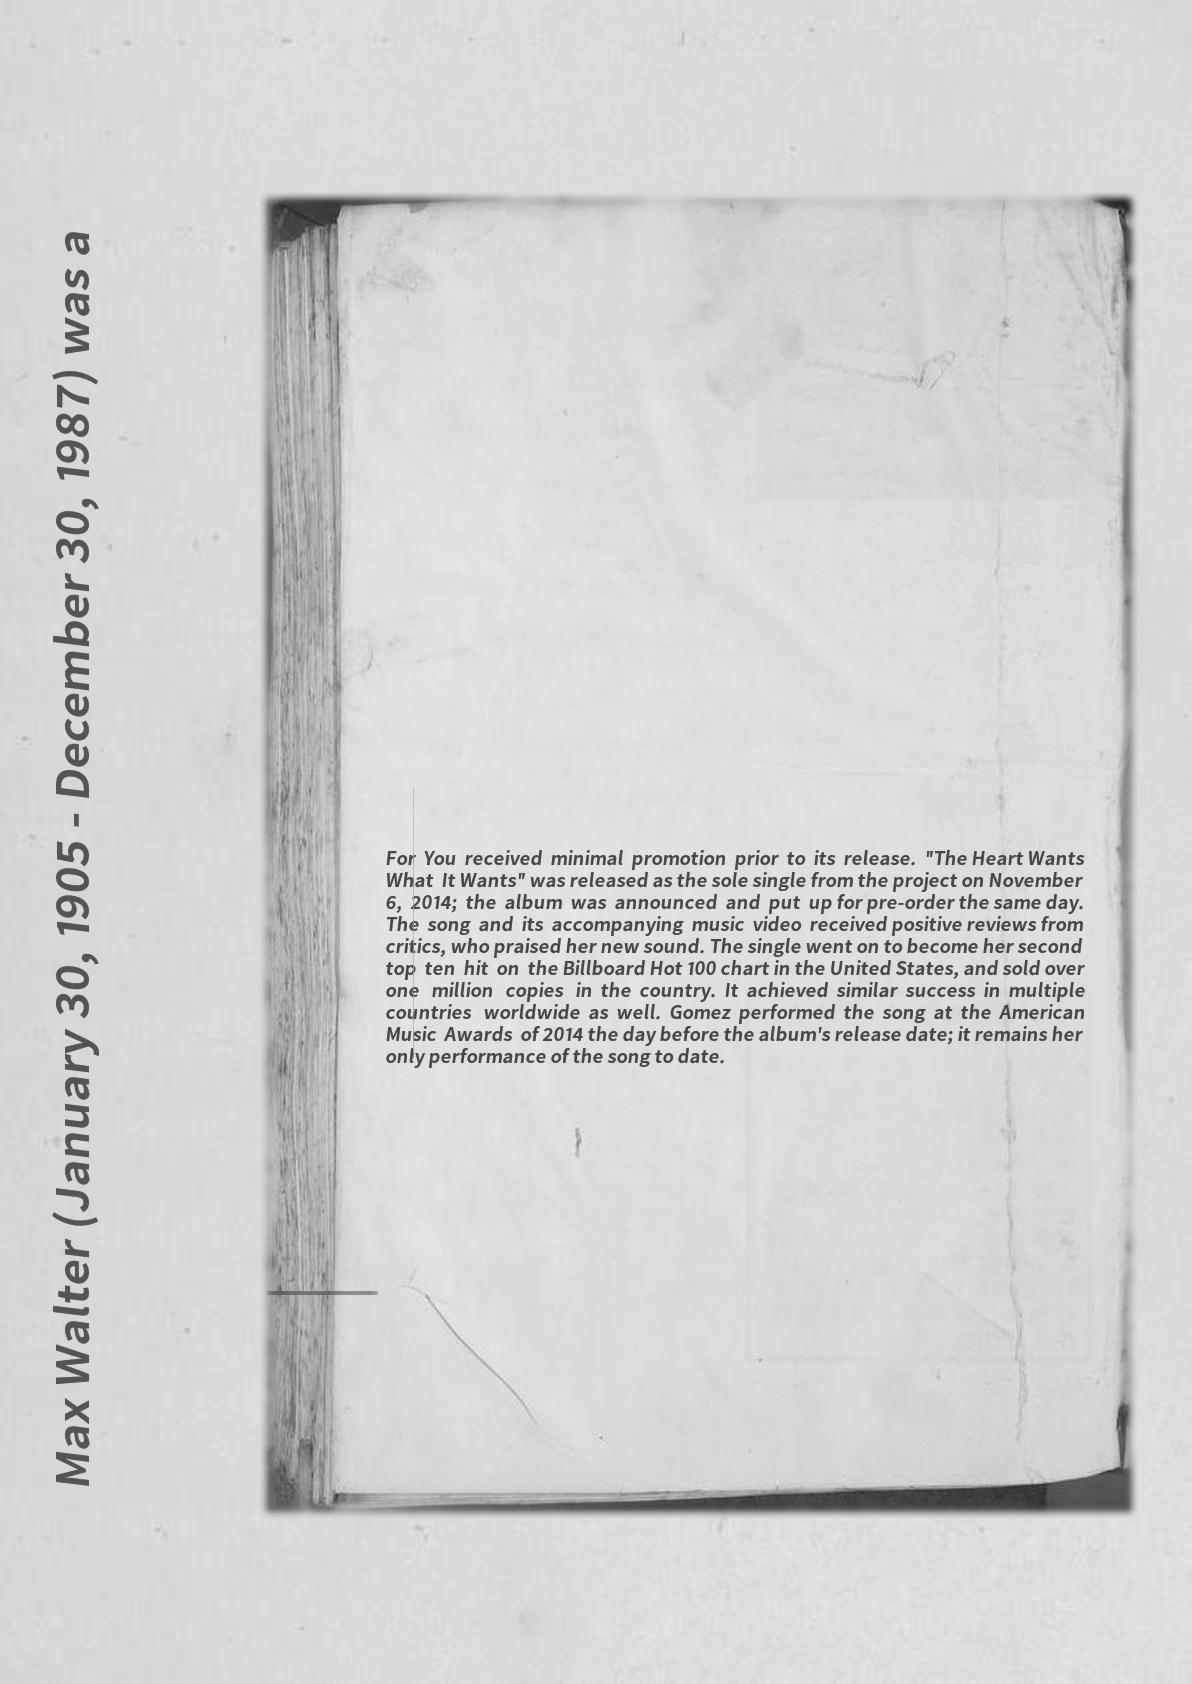 Max Walter (January 30, 1905 - December 30, 1987) was a
For You received minimal promotion prior to its release. "The Heart Wants
What It Wants" was released as the sole single from the project on November
6, 2014; the album was announced and put up for pre-order the same day.
The song and its accompanying music video received positive reviews from
critics, who praised her new sound. The single went on to become her second
top ten hit on the Billboard Hot 100 chart in the United States, and sold over
one million copies in the country. It achieved similar success in multiple
countries worldwide as well. Gomez performed the song at the American
Music Awards of 2014 the day before the album's release date; it remains her
only performance of the song to date.